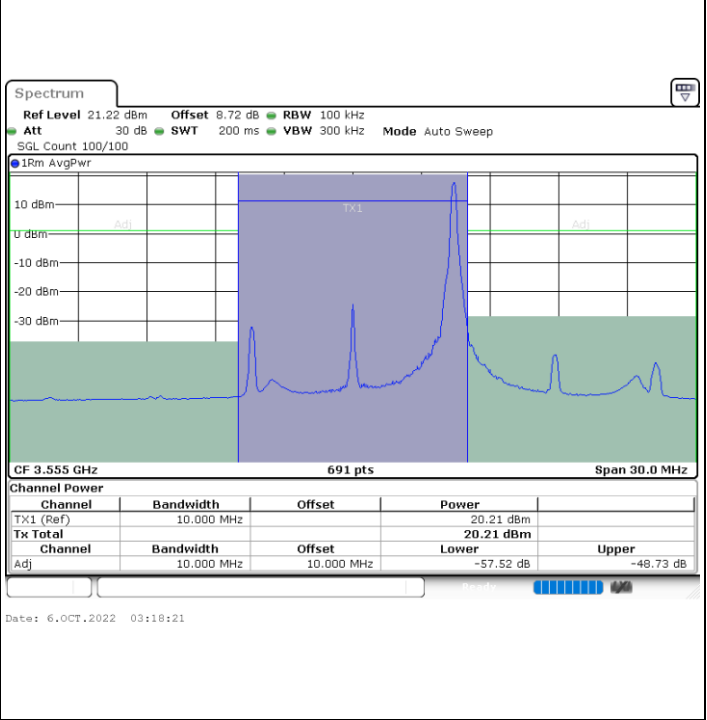 Spectrum
Ref Level 21.22 dBm Offset 8.72 dB RBW 100 kHz
Att 30 dB SWT 200 ms VBW 300 kHz Mode Auto Sweep
SGL Count 100/100
1Rm AvgPwr
10 dBm
TX1
Adj
Adj
0 dBm
-10 dBm
-20 dBm
-30 dBm
CF 3.555 GHz 691 pts Span 30.0 MHz
Channel Power
Channel Bandwidth Offset Power
TX1 (Ref) 10.000 MHz 20.21 dBm
Tx Total 20.21 dBm
Channel Bandwidth Offset Lower Upper
Adj 10.000 MHz 10.000 MHz -57.52 dB -48.73 dB
Ready
Date: 6.OCT.2022 03:18:21